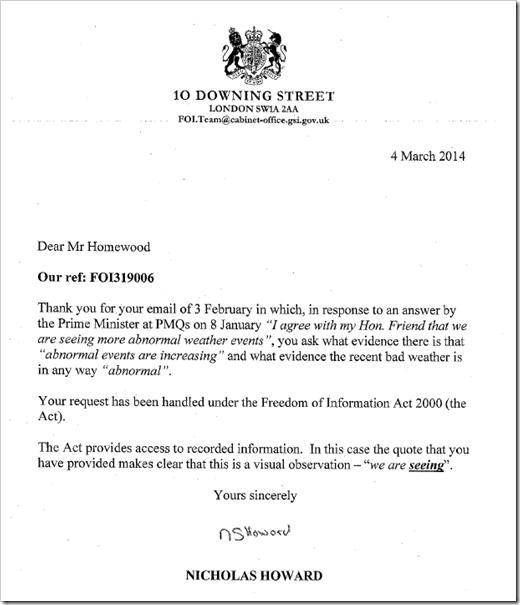 10 DOWNING STREET
LONDON SW1A 2AA
FOI.Team@cabinet-office.gsi.gov.uk
4 March 2014
Dear Mr Homewood
Our ref: FOI319006
Thank you for your email of 3 February in which, in response to an answer by
the Prime Minister at PMQs on 8 January "I agree with my Hon. Friend that we
are seeing more abnormal weather events", you ask what evidence there is that
"abnormal events are increasing" and what evidence the recent bad weather is
in any way "abnormal".
Your request has been handled under the Freedom of Information Act 2000 (the
Act).
The Act provides access to recorded information. In this case the quote that you
have provided makes clear that this is a visual observation – "we are seeing".
Yours sincerely
NSHoward
NICHOLAS HOWARD